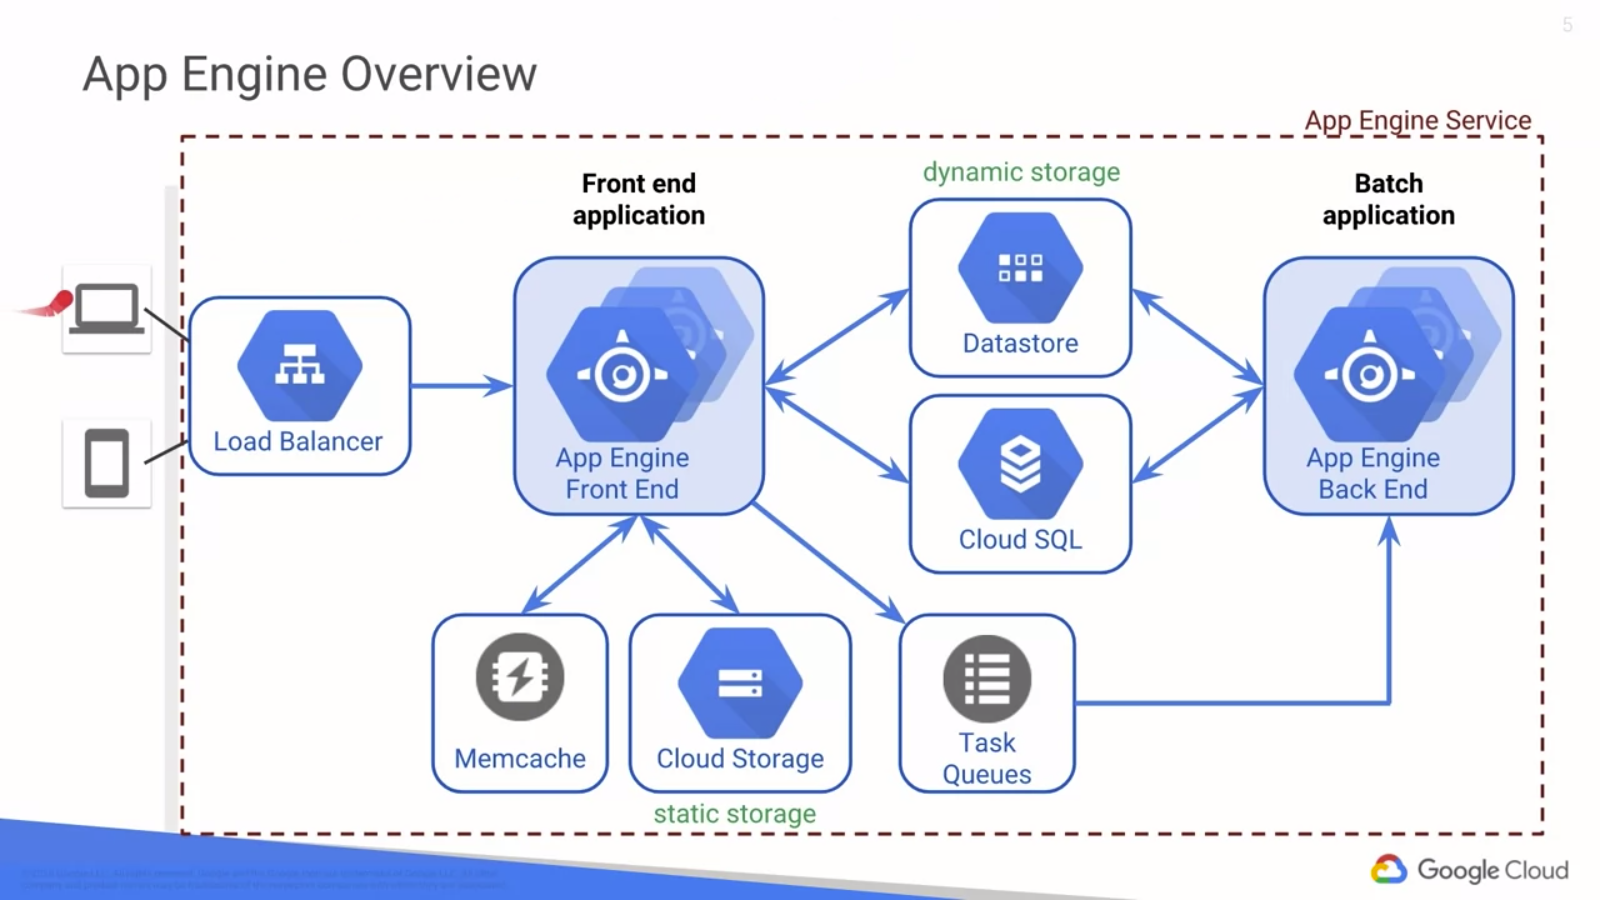 5
App Engine Overview
App Engine Service
Front end
application
dynamic storage
Batch
application
Datastore
Load Balancer
App Engine
Front End
App Engine
Back End
Cloud SQL
Memcache
Cloud Storage
Task
Queues
static storage
Google Cloud